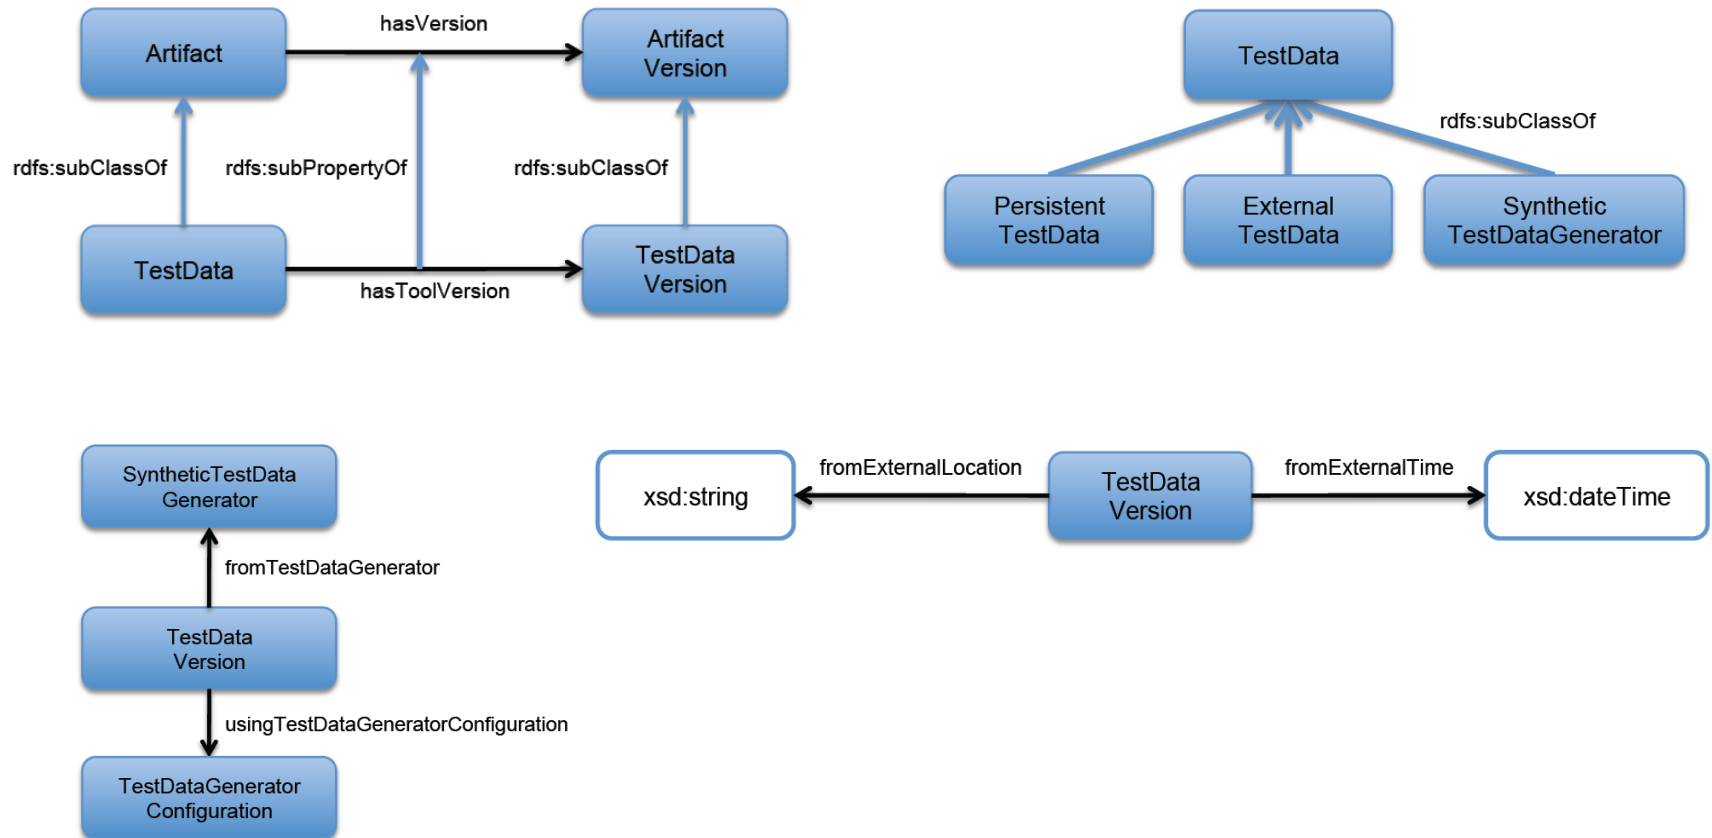 hasVersion
Artifact
Artifact
Version
rdfs:subClassOf
rdfs:subPropertyOf
rdfs:subClassOf
TestData
TestData
Version
hasToolVersion
TestData
rdfs:subClassOf
Persistent
TestData
External
TestData
Synthetic
TestDataGenerator
SyntheticTestData
Generator
fromTestDataGenerator
TestData
Version
usingTestDataGeneratorConfiguration
TestDataGenerator
Configuration
xsd:string
fromExternalLocation
TestData
Version
fromExternalTime
xsd:dateTime